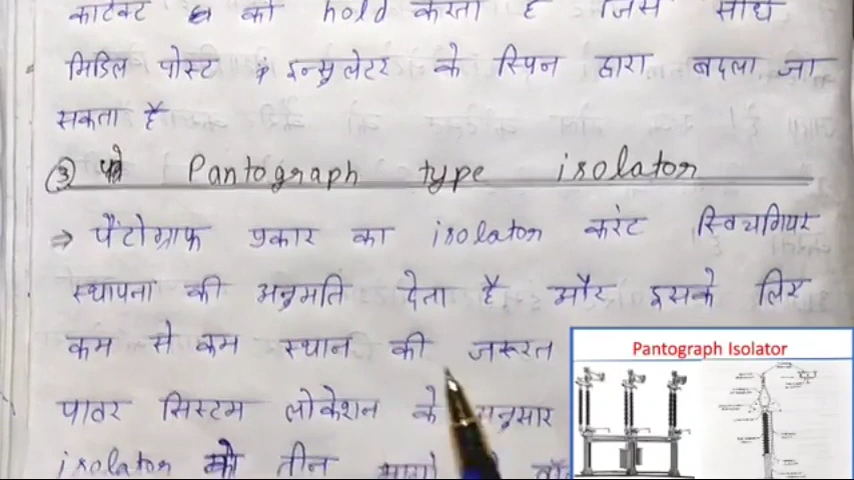 कांटेक्ट को hold करता है जिसे सीधे
मिडिल पोस्ट इन्सुलेटर के स्पिन द्वारा बदला जा
सकता है
③ Pantograph type isolator
⇒ पैंटोग्राफ प्रकार का isolator करंट स्विचगियर
स्थापना की अनुमति देता है और इसके लिए
कम से कम स्थान की जरूरत
पावर सिस्टम लोकेशन के अनुसार
isolator को तीन भागो
Pantograph Isolator